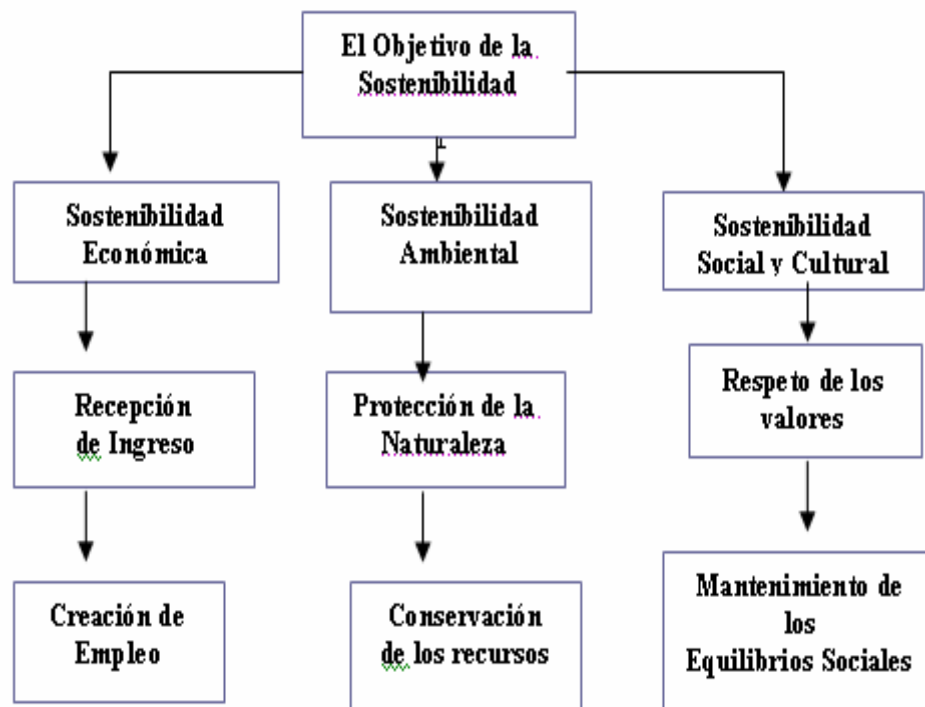 El Objetivo de la
Sostenibilidad
Sostenibilidad
Económica
Sostenibilidad
Ambiental
Sostenibilidad
Social y Cultural
Recepción
de Ingreso
Protección de la
Naturaleza
Respeto de los
valores
Creación de
Empleo
Conservación
de los recursos
Mantenimiento de
los
Equilibrios Sociales